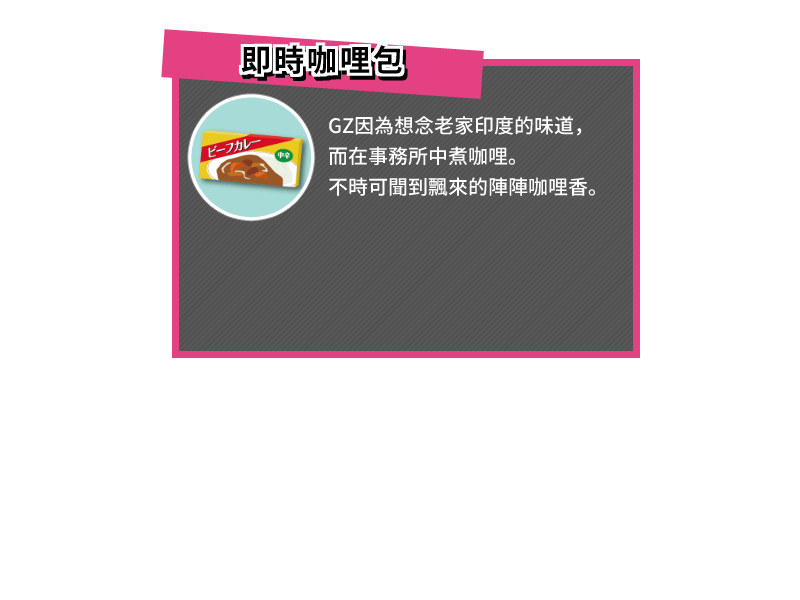 即時咖哩包
ビーフカレー
中辛
GZ因為想念老家印度的味道，
而在事務所中煮咖哩。
不時可聞到飄來的陣陣咖哩香。